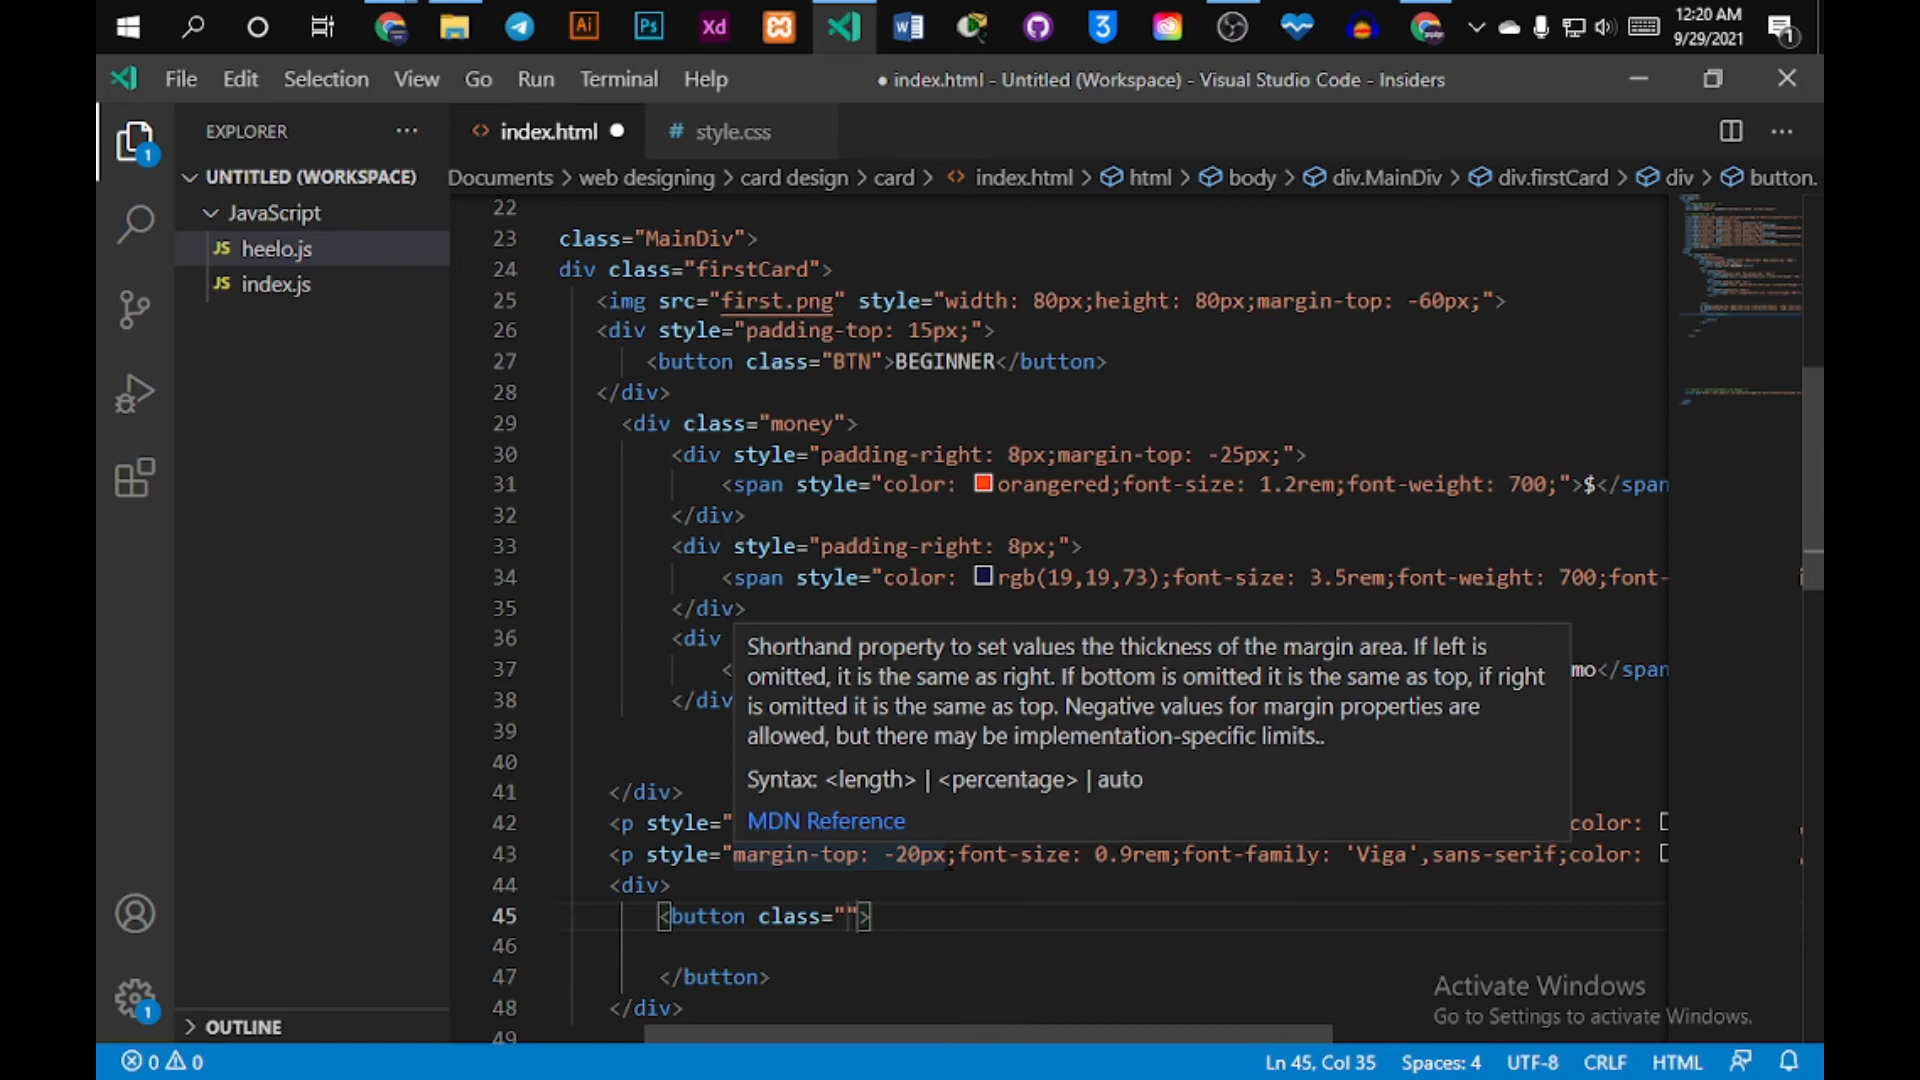 Ai
Ps
Xd
W
3
12:20 AM
9/29/2021
1
File Edit Selection View Go Run Terminal Help
● index.html - Untitled (Workspace) - Visual Studio Code - Insiders
EXPLORER
UNTITLED (WORKSPACE)
JavaScript
JS heelo.js
JS index.js
OUTLINE
1
1
<> index.html ●
# style.css
Documents > web designing > card design > card > <> index.html > html > body > div.MainDiv > div.firstCard > div > button.
22
23 class="MainDiv">
24 div class="firstCard">
25 <img src="first.png" style="width: 80px;height: 80px;margin-top: -60px;">
26 <div style="padding-top: 15px;">
27 <button class="BTN">BEGINNER</button>
28 </div>
29 <div class="money">
30 <div style="padding-right: 8px;margin-top: -25px;">
31 <span style="color: orangered;font-size: 1.2rem;font-weight: 700;">$</span
32 </div>
33 <div style="padding-right: 8px;">
34 <span style="color: rgb(19,19,73);font-size: 3.5rem;font-weight: 700;font-
35 </div>
36 <div
37 < mo</span
38 </div
39
40
41 </div>
42 <p style=" color:
43 <p style="margin-top: -20px;font-size: 0.9rem;font-family: 'Viga',sans-serif;color:
44 <div>
45 <button class="">
46
47 </button>
48 </div>
49
Shorthand property to set values the thickness of the margin area. If left is
omitted, it is the same as right. If bottom is omitted it is the same as top, if right
is omitted it is the same as top. Negative values for margin properties are
allowed, but there may be implementation-specific limits..
Syntax: <length> | <percentage> | auto
MDN Reference
Activate Windows
Go to Settings to activate Windows.
0 0
Ln 45, Col 35 Spaces: 4 UTF-8 CRLF HTML